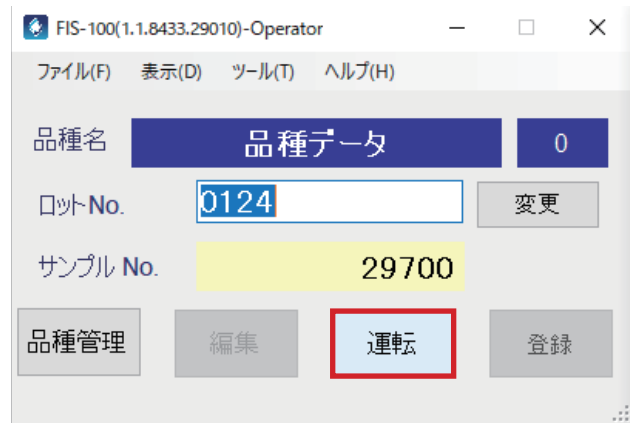 FIS-100(1.1.8433.29010)-Operator
ファイル(F) 表示(D) ツール(T) ヘルプ(H)
品種名 品種データ 0
ロットNo. 0124 変更
サンプル No. 29700
品種管理 編集 運転 登録